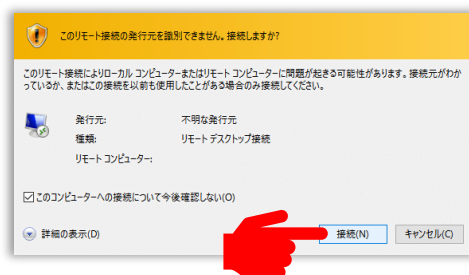 このリモート接続の発行元を識別できません。接続しますか?
このリモート接続によりローカル コンピューターまたはリモート コンピューターに問題が起きる可能性があります。接続元がわか
っているか、またはこの接続を以前も使用したことがある場合のみ接続してください。
発行元: 不明な発行元
種類: リモート デスクトップ接続
リモート コンピューター:
このコンピューターへの接続について今後確認しない(O)
詳細の表示(D) 接続(N) キャンセル(C)